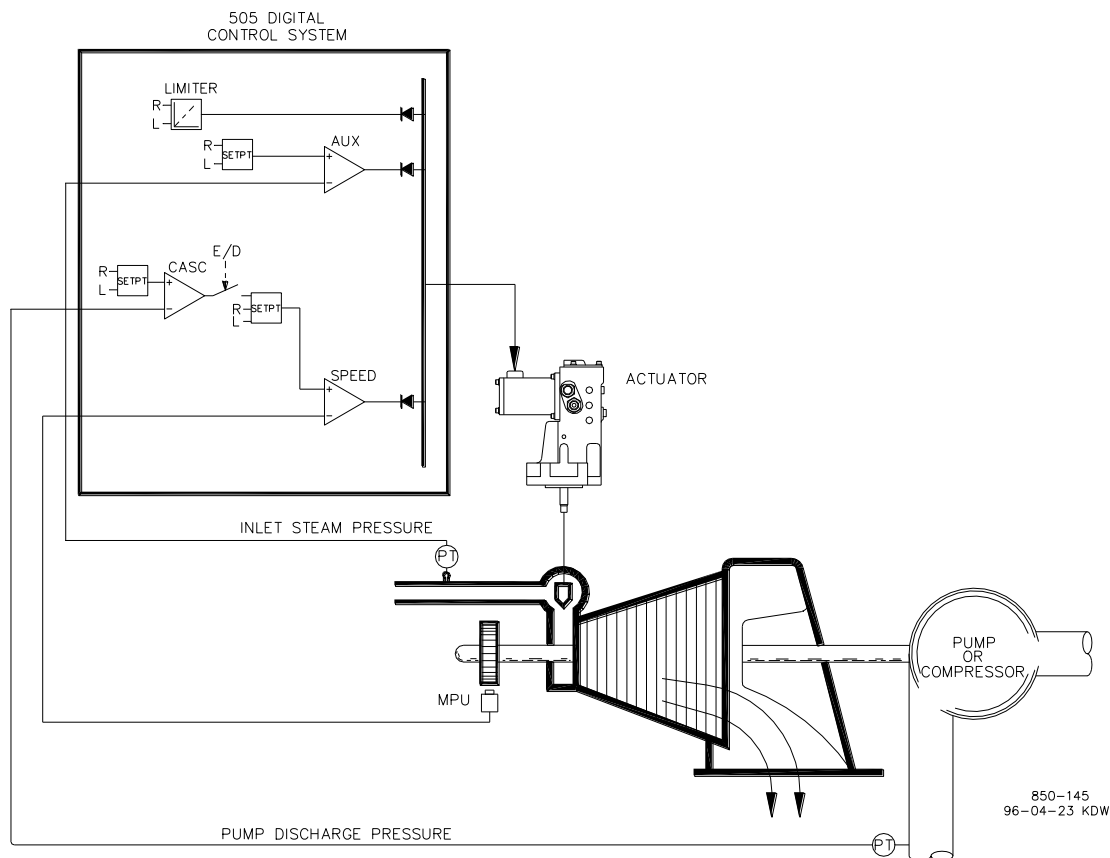 505 DIGITAL
CONTROL SYSTEM
LIMITER
R
L
AUX
R
L
SETPT
+
−
E/D
CASC
R
L
SETPT
+
−
R
L
SETPT
SPEED
+
−
ACTUATOR
INLET STEAM PRESSURE
PT
MPU
PUMP
OR
COMPRESSOR
850-145
96-04-23 KDW
PUMP DISCHARGE PRESSURE
PT